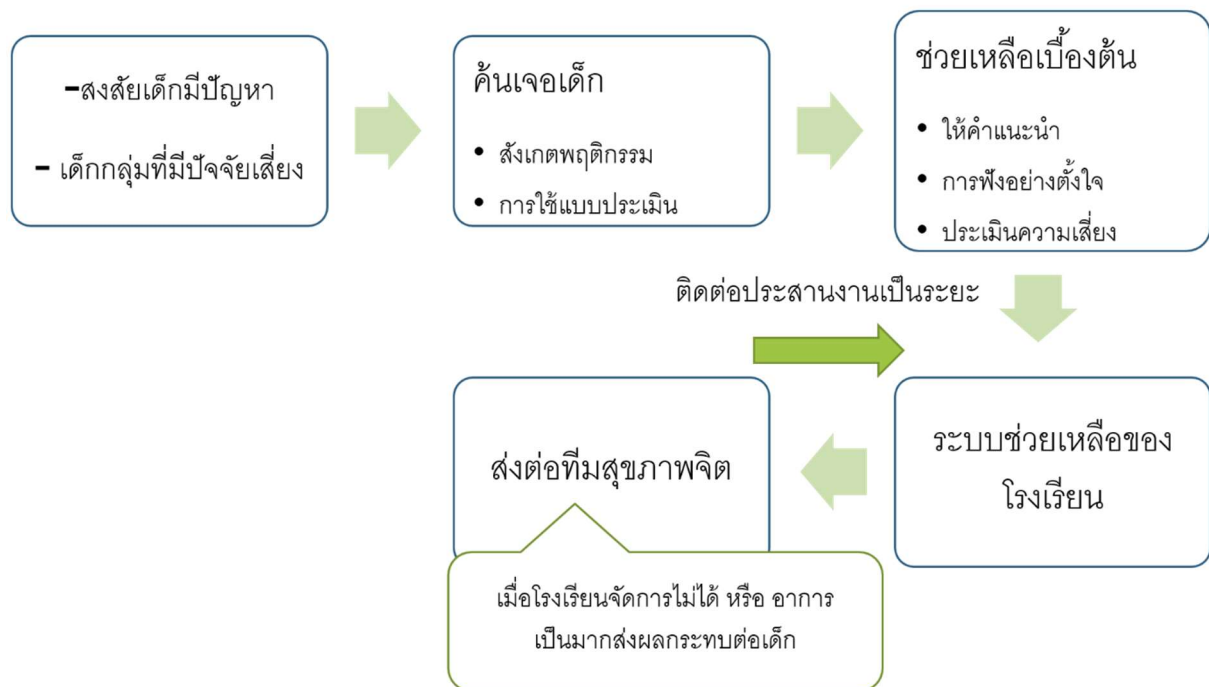 -สงสัยเด็กมีปัญหา
- เด็กกลุ่มที่มีปัจจัยเสี่ยง
ค้นเจอเด็ก
• สังเกตพฤติกรรม
• การใช้แบบประเมิน
ช่วยเหลือเบื้องต้น
• ให้คำแนะนำ
• การฟังอย่างตั้งใจ
• ประเมินความเสี่ยง
ติดต่อประสานงานเป็นระยะ
ระบบช่วยเหลือของ
โรงเรียน
ส่งต่อทีมสุขภาพจิต
เมื่อโรงเรียนจัดการไม่ได้ หรือ อาการ
เป็นมากส่งผลกระทบต่อเด็ก